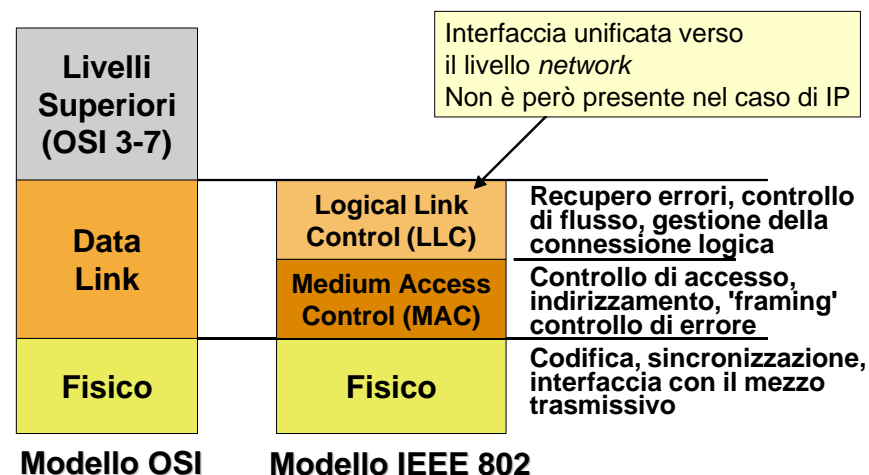 Interfaccia unificata verso
il livello network
Non è però presente nel caso di IP
Livelli
Superiori
(OSI 3-7)
Data
Link
Fisico
Modello OSI
Logical Link
Control (LLC)
Medium Access
Control (MAC)
Fisico
Modello IEEE 802
Recupero errori, controllo
di flusso, gestione della
connessione logica
Controllo di accesso,
indirizzamento, 'framing'
controllo di errore
Codifica, sincronizzazione,
interfaccia con il mezzo
trasmissivo